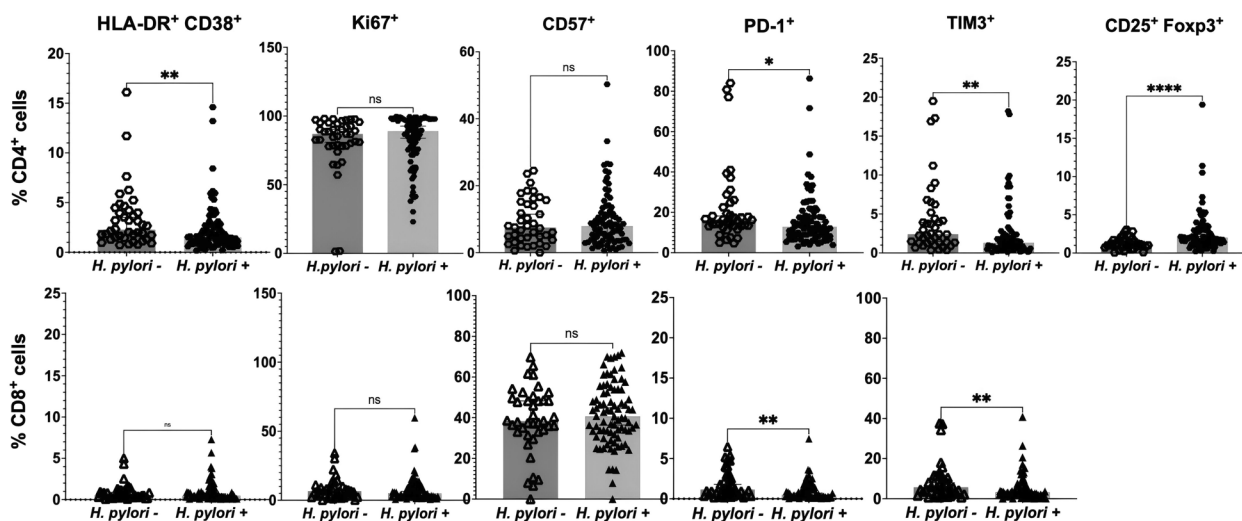 HLA-DR⁺ CD38⁺ Ki67⁺ CD57⁺ PD-1⁺ TIM3⁺ CD25⁺ Foxp3⁺
% CD4⁺ cells
20 15 10 5 0
**
H. pylori - H. pylori +
150 100 50 0
ns
H.pylori - H. pylori +
60 40 20 0
ns
H. pylori - H. pylori +
100 80 60 40 20 0
*
H. pylori - H. pylori +
25 20 15 10 5 0
**
H. pylori - H. pylori +
25 20 15 10 5 0
****
H. pylori - H. pylori +
% CD8⁺ cells
25 20 15 10 5 0
ns
H. pylori - H. pylori +
150 100 50 0
ns
H. pylori - H. pylori +
100 80 60 40 20 0
ns
H. pylori - H. pylori +
25 20 15 10 5 0
**
H. pylori - H. pylori +
100 80 60 40 20 0
**
H. pylori - H. pylori +